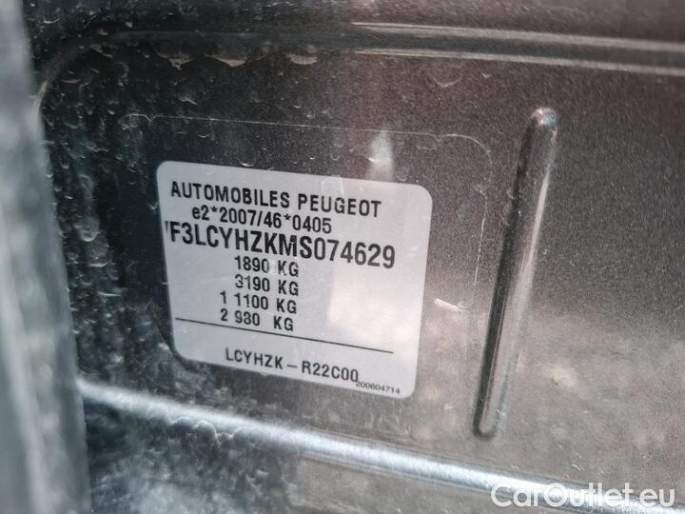 AUTOMOBILES PEUGEOT
e2*2007/46*0405
VF3LCYHZKMS074629
1890 KG
3190 KG
1 1100 KG
2 930 KG
LCYHZK-R22C00
200604714
CarOutlet.eu